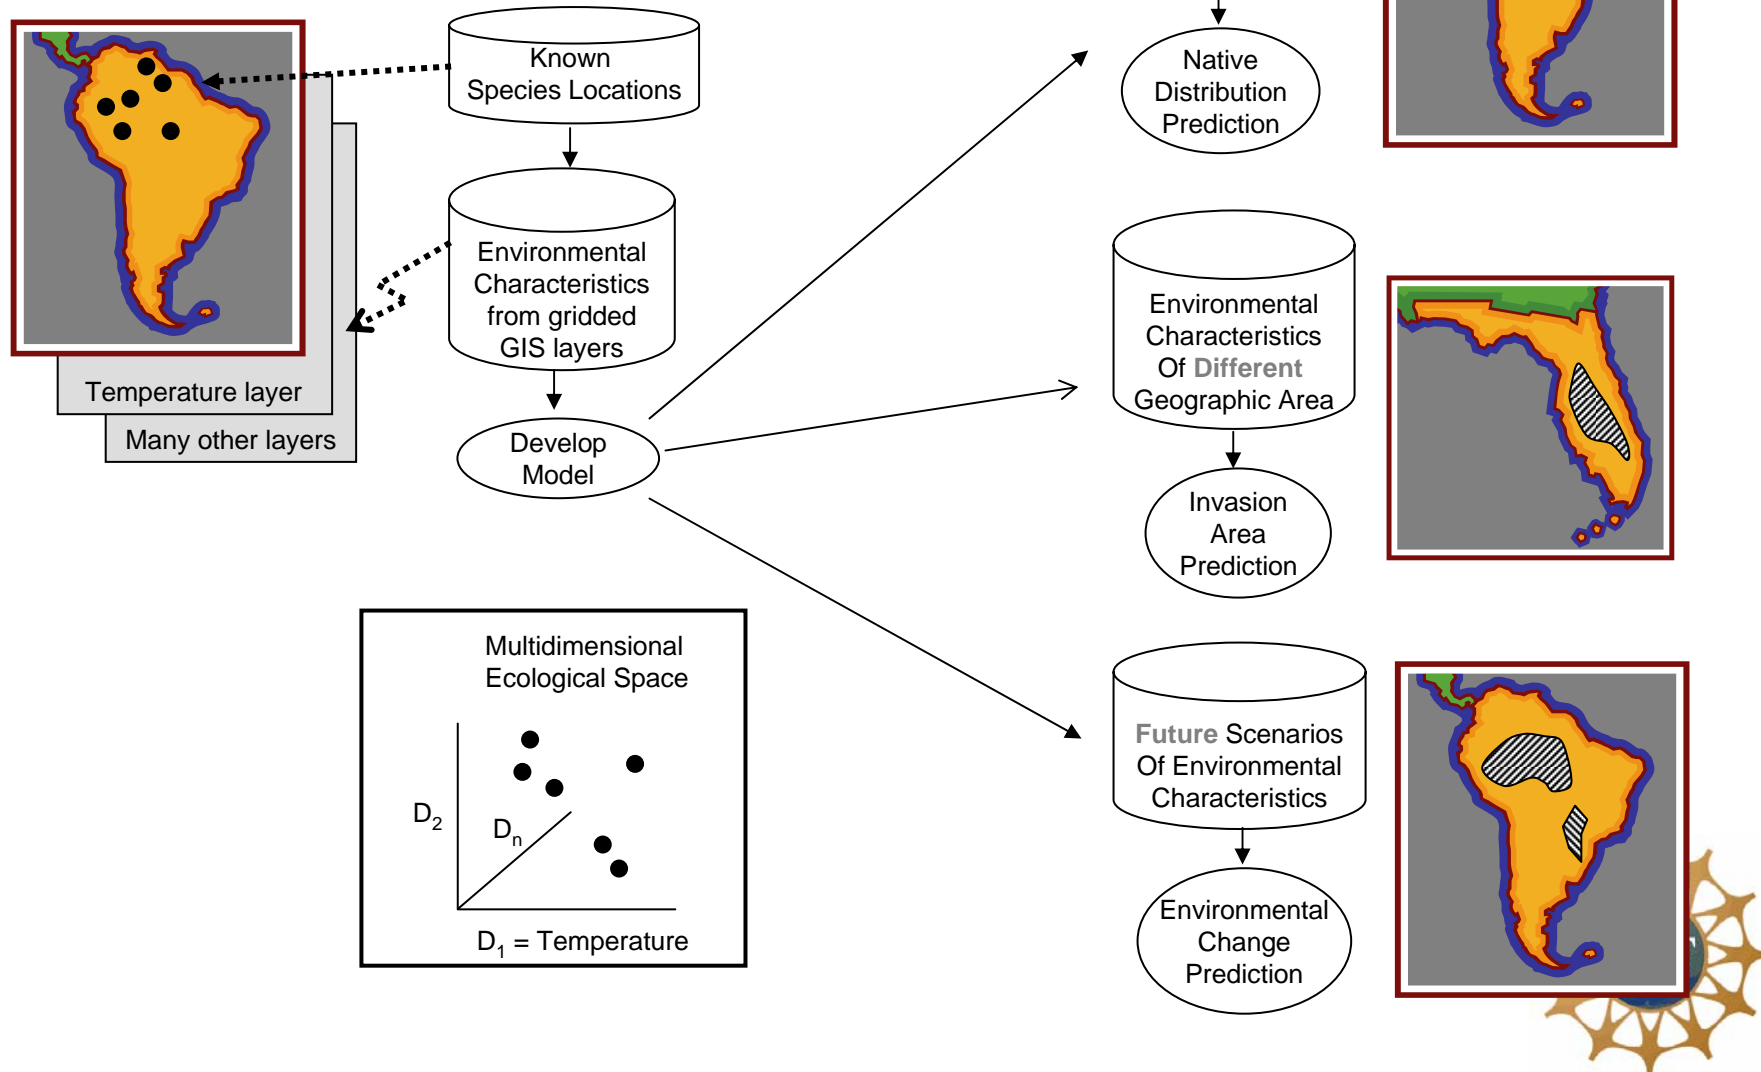 Known
Species Locations
Environmental
Characteristics
from gridded
GIS layers
Temperature layer
Many other layers
Develop
Model
Multidimensional
Ecological Space
D2
Dn
D1 = Temperature
Native
Distribution
Prediction
Environmental
Characteristics
Of Different
Geographic Area
Invasion
Area
Prediction
Future Scenarios
Of Environmental
Characteristics
Environmental
Change
Prediction